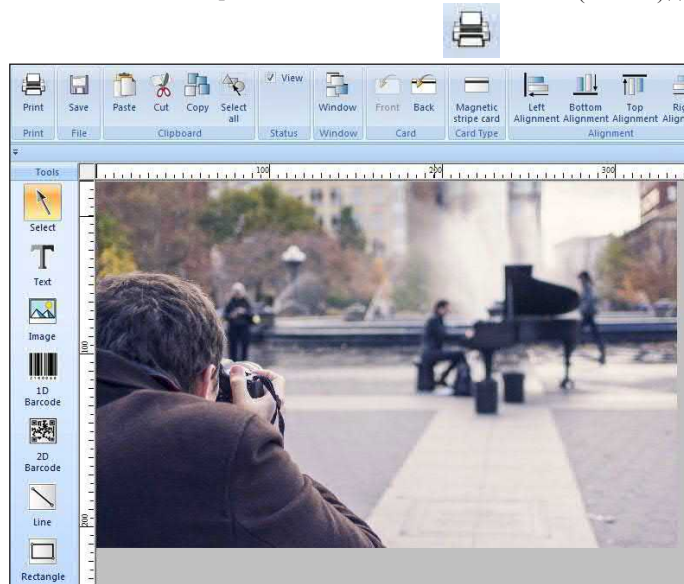 Print
Save
Paste
Cut
Copy
Select all
View
Window
Front
Back
Magnetic stripe card
Left Alignment
Bottom Alignment
Top Alignment
Print
File
Clipboard
Status
Window
Card
Card Type
Alignment
Tools
100
200
300
Select
Text
Image
100
1D
Barcode
2D
Barcode
200
Line
Rectangle